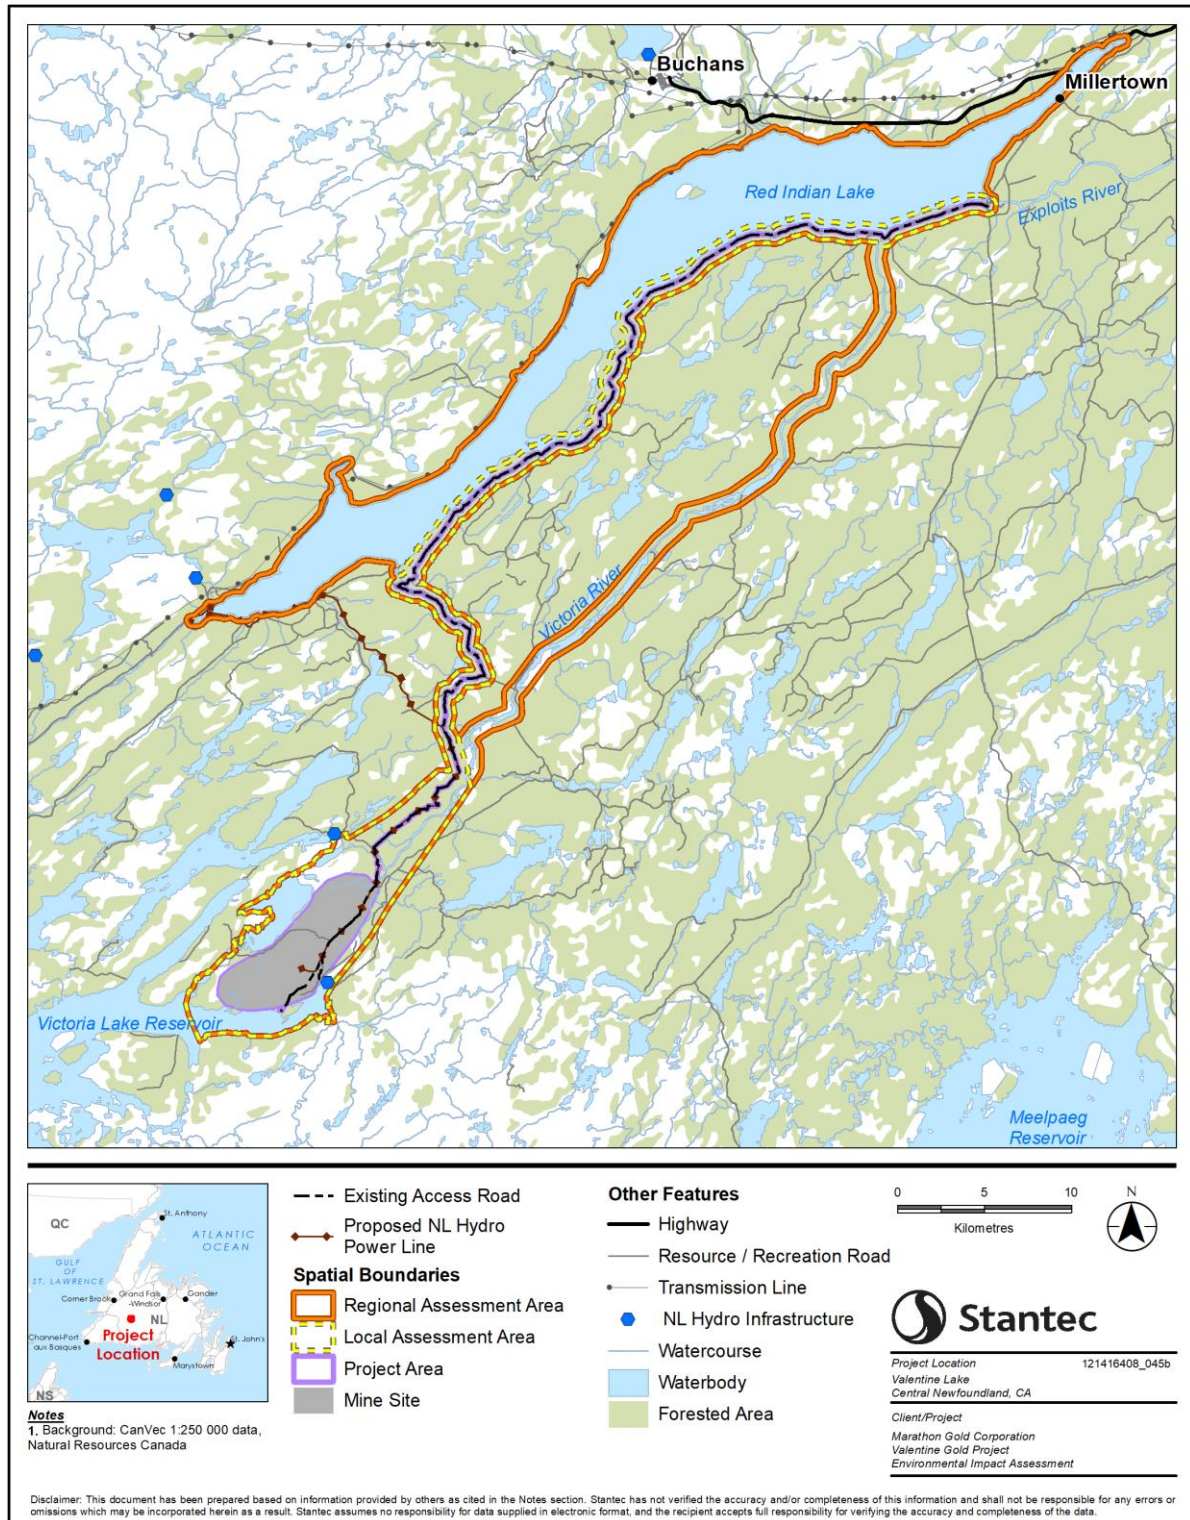 Buchans
Millertown
Red Indian Lake
Exploits River
Victoria River
Victoria Lake Reservoir
Meelpaeg
Reservoir
QC
St. Anthony
ATLANTIC
OCEAN
GULF
OF
ST. LAWRENCE
Corner Brook
Grand Falls
-Windsor
Gander
NL
Project
Location
Channel-Port
aux Basques
St. John's
Marystown
NS
Notes
1. Background: CanVec 1:250 000 data,
Natural Resources Canada
Existing Access Road
Proposed NL Hydro
Power Line
Spatial Boundaries
Regional Assessment Area
Local Assessment Area
Project Area
Mine Site
Other Features
Highway
Resource / Recreation Road
Transmission Line
NL Hydro Infrastructure
Watercourse
Waterbody
Forested Area
0 5 10
Kilometres
N
Stantec
Project Location 121416408_045b
Valentine Lake
Central Newfoundland, CA
Client/Project
Marathon Gold Corporation
Valentine Gold Project
Environmental Impact Assessment
Disclaimer: This document has been prepared based on information provided by others as cited in the Notes section. Stantec has not verified the accuracy and/or completeness of this information and shall not be responsible for any errors or
omissions which may be incorporated herein as a result. Stantec assumes no responsibility for data supplied in electronic format, and the recipient accepts full responsibility for verifying the accuracy and completeness of the data.